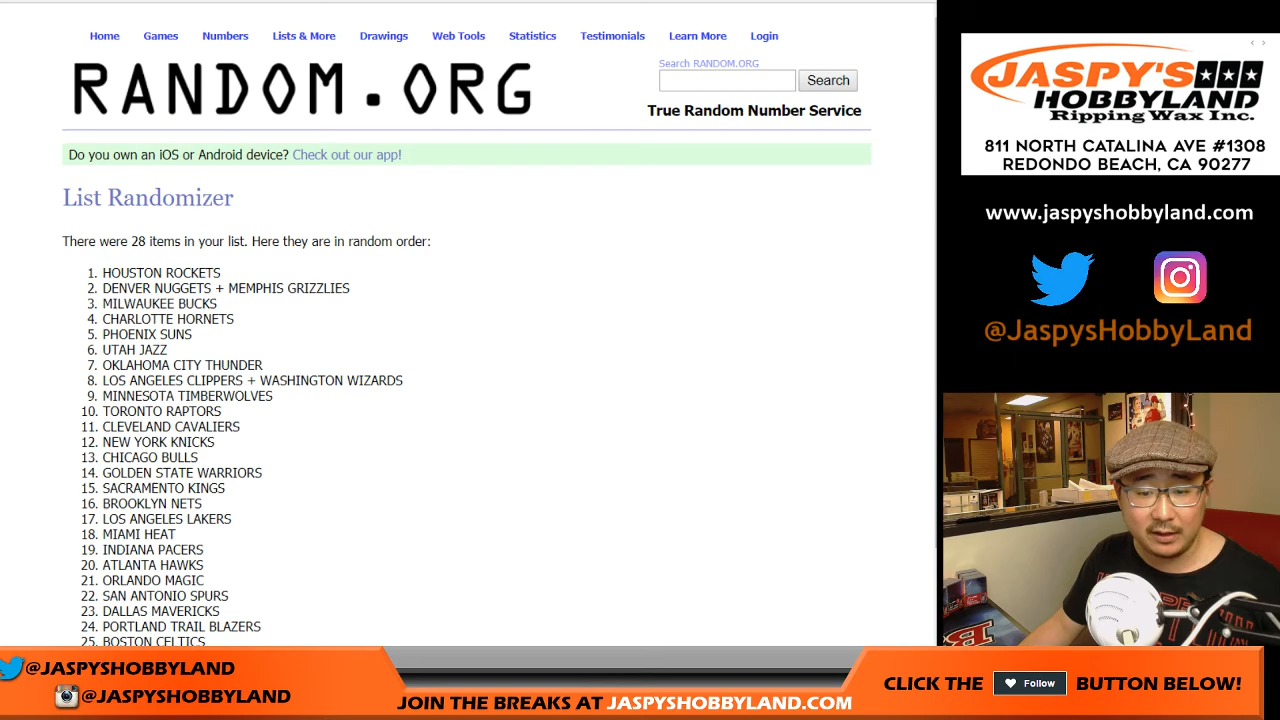 Home Games Numbers Lists & More Drawings Web Tools Statistics Testimonials Learn More Login
RANDOM.ORG
Search RANDOM.ORG
Search
True Random Number Service
Do you own an iOS or Android device? Check out our app!
List Randomizer
There were 28 items in your list. Here they are in random order:
1. HOUSTON ROCKETS
2. DENVER NUGGETS + MEMPHIS GRIZZLIES
3. MILWAUKEE BUCKS
4. CHARLOTTE HORNETS
5. PHOENIX SUNS
6. UTAH JAZZ
7. OKLAHOMA CITY THUNDER
8. LOS ANGELES CLIPPERS + WASHINGTON WIZARDS
9. MINNESOTA TIMBERWOLVES
10. TORONTO RAPTORS
11. CLEVELAND CAVALIERS
12. NEW YORK KNICKS
13. CHICAGO BULLS
14. GOLDEN STATE WARRIORS
15. SACRAMENTO KINGS
16. BROOKLYN NETS
17. LOS ANGELES LAKERS
18. MIAMI HEAT
19. INDIANA PACERS
20. ATLANTA HAWKS
21. ORLANDO MAGIC
22. SAN ANTONIO SPURS
23. DALLAS MAVERICKS
24. PORTLAND TRAIL BLAZERS
25. BOSTON CELTICS
JASPY'S
HOBBYLAND
Ripping Wax Inc.
811 NORTH CATALINA AVE #1308
REDONDO BEACH, CA 90277
www.jaspyshobbyland.com
@JaspysHobbyLand
@JASPYSHOBBYLAND
@JASPYSHOBBYLAND
JOIN THE BREAKS AT JASPYSHOBBYLAND.COM
CLICK THE Follow BUTTON BELOW!